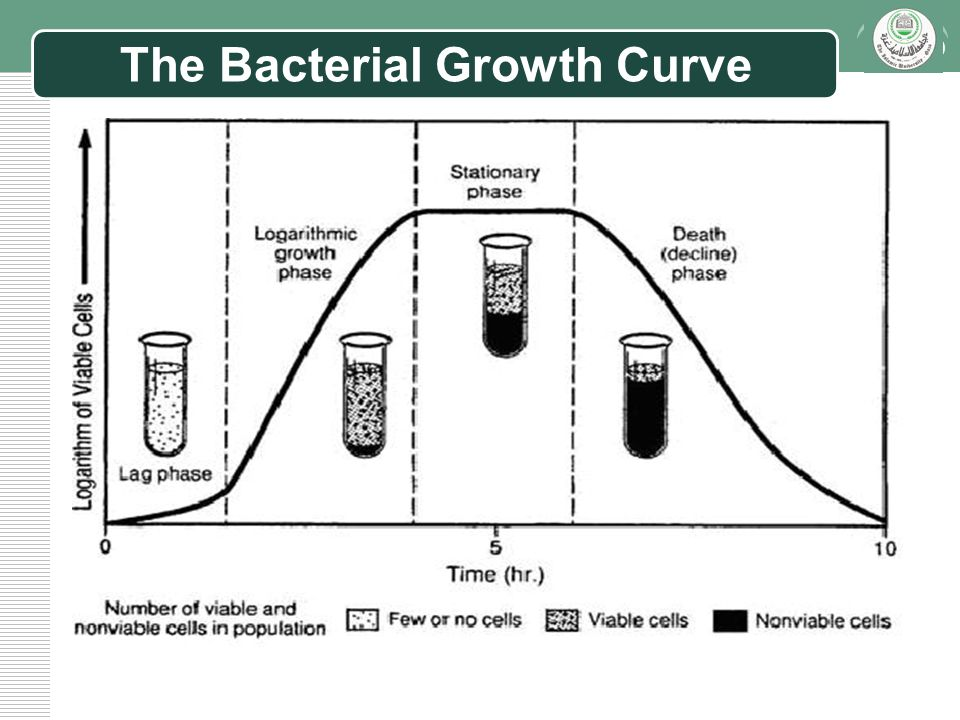 The Bacterial Growth Curve
Stationary
phase
Logarithmic
growth
phase
Death
(decline)
phase
Logarithm of Viable Cells
Lag phase
0
5
10
Time (hr.)
Number of viable and
nonviable cells in population
Few or no cells
Viable cells
Nonviable cells